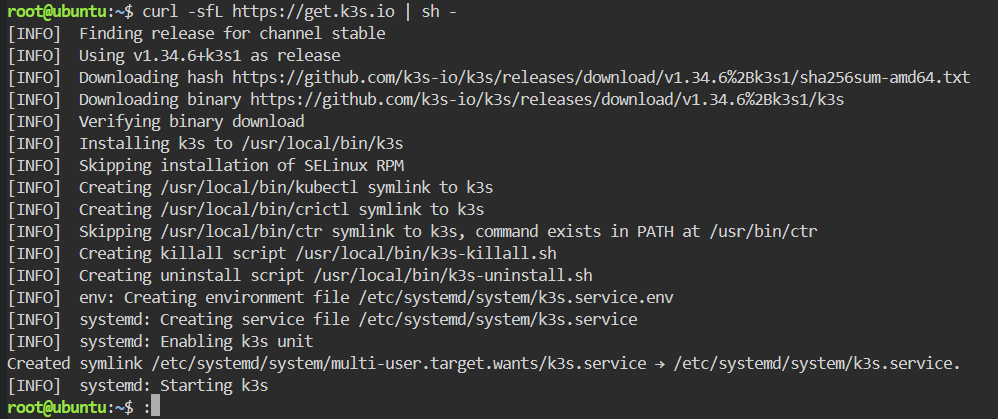 root@ubuntu:~$ curl -sfL https://get.k3s.io | sh -
[INFO]  Finding release for channel stable
[INFO]  Using v1.34.6+k3s1 as release
[INFO]  Downloading hash https://github.com/k3s-io/k3s/releases/download/v1.34.6%2Bk3s1/sha256sum-amd64.txt
[INFO]  Downloading binary https://github.com/k3s-io/k3s/releases/download/v1.34.6%2Bk3s1/k3s
[INFO]  Verifying binary download
[INFO]  Installing k3s to /usr/local/bin/k3s
[INFO]  Skipping installation of SELinux RPM
[INFO]  Creating /usr/local/bin/kubectl symlink to k3s
[INFO]  Creating /usr/local/bin/crictl symlink to k3s
[INFO]  Skipping /usr/local/bin/ctr symlink to k3s, command exists in PATH at /usr/bin/ctr
[INFO]  Creating killall script /usr/local/bin/k3s-killall.sh
[INFO]  Creating uninstall script /usr/local/bin/k3s-uninstall.sh
[INFO]  env: Creating environment file /etc/systemd/system/k3s.service.env
[INFO]  systemd: Creating service file /etc/systemd/system/k3s.service
[INFO]  systemd: Enabling k3s unit
Created symlink /etc/systemd/system/multi-user.target.wants/k3s.service → /etc/systemd/system/k3s.service.
[INFO]  systemd: Starting k3s
root@ubuntu:~$ :